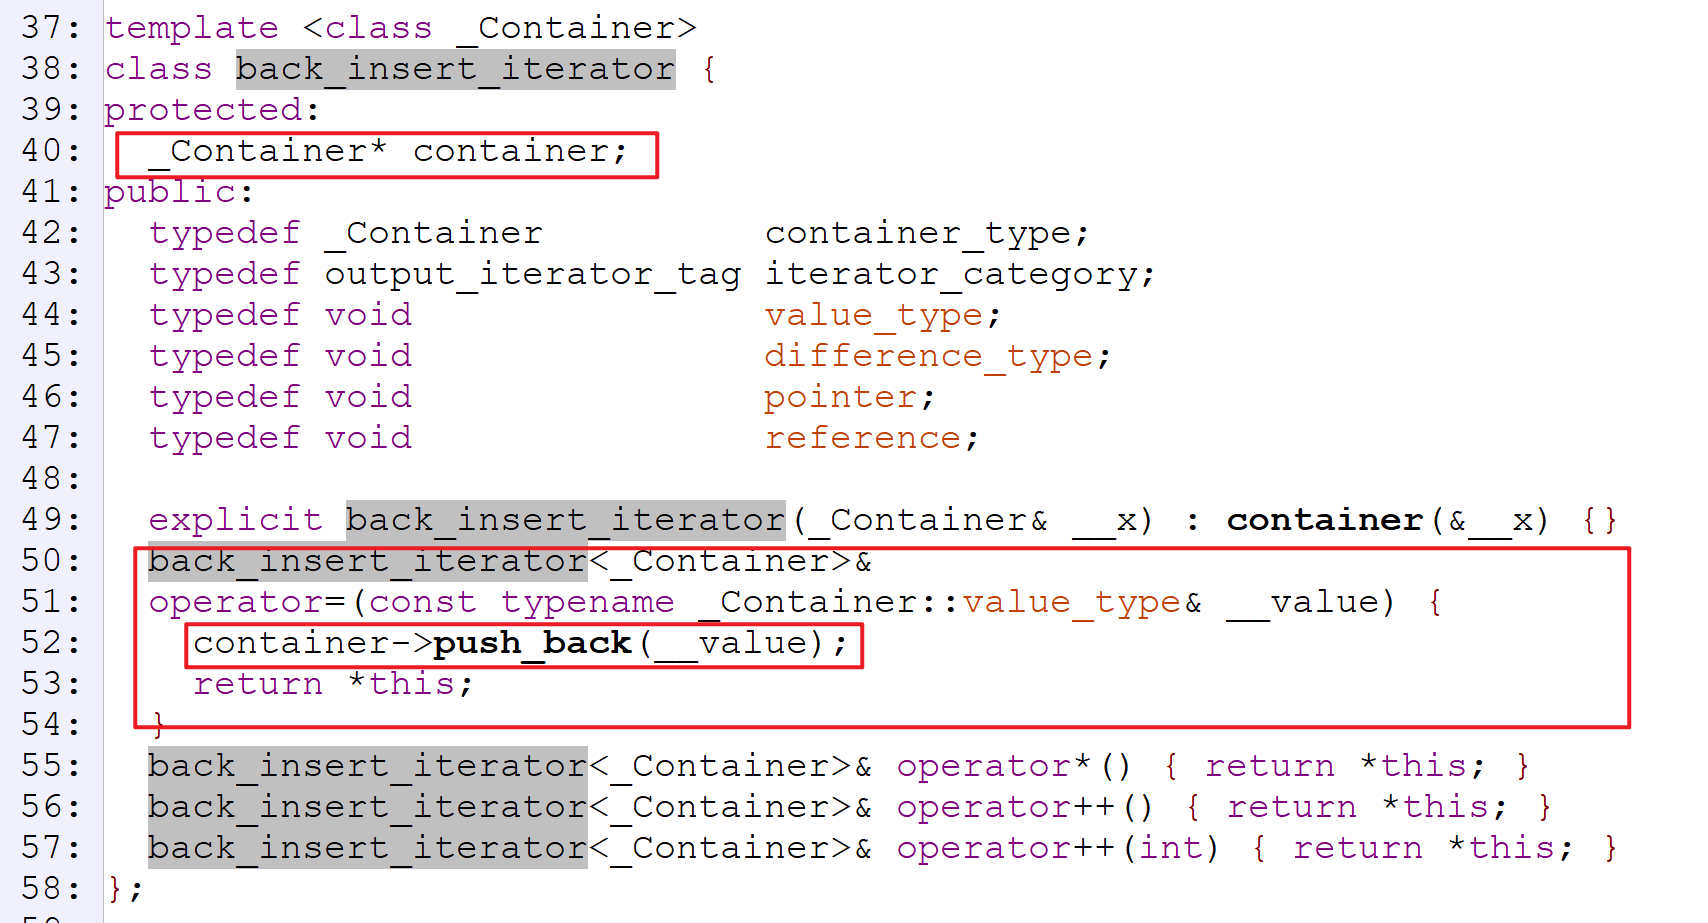 37: template <class _Container>
38: class back_insert_iterator {
39: protected:
40:   _Container* container;
41: public:
42:   typedef _Container          container_type;
43:   typedef output_iterator_tag iterator_category;
44:   typedef void                value_type;
45:   typedef void                difference_type;
46:   typedef void                pointer;
47:   typedef void                reference;
48:
49:   explicit back_insert_iterator(_Container& __x) : container(&__x) {}
50:   back_insert_iterator<_Container>&
51:   operator=(const typename _Container::value_type& __value) {
52:     container->push_back(__value);
53:     return *this;
54:   }
55:   back_insert_iterator<_Container>& operator*() { return *this; }
56:   back_insert_iterator<_Container>& operator++() { return *this; }
57:   back_insert_iterator<_Container>& operator++(int) { return *this; }
58: };